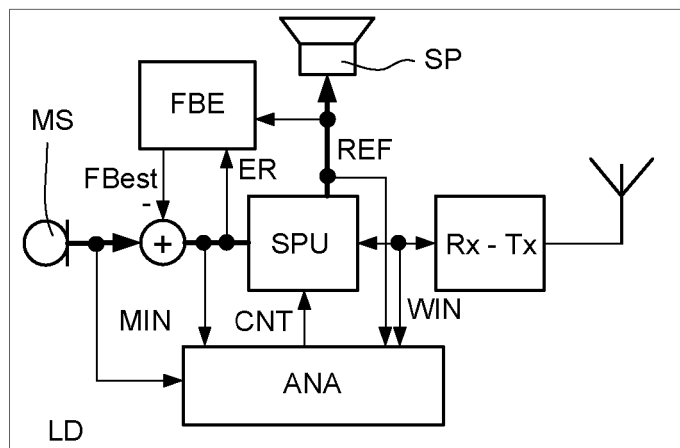 SP
FBE
MS
REF
ER
FBest
-
+
SPU
Rx - Tx
MIN
CNT
WIN
ANA
LD